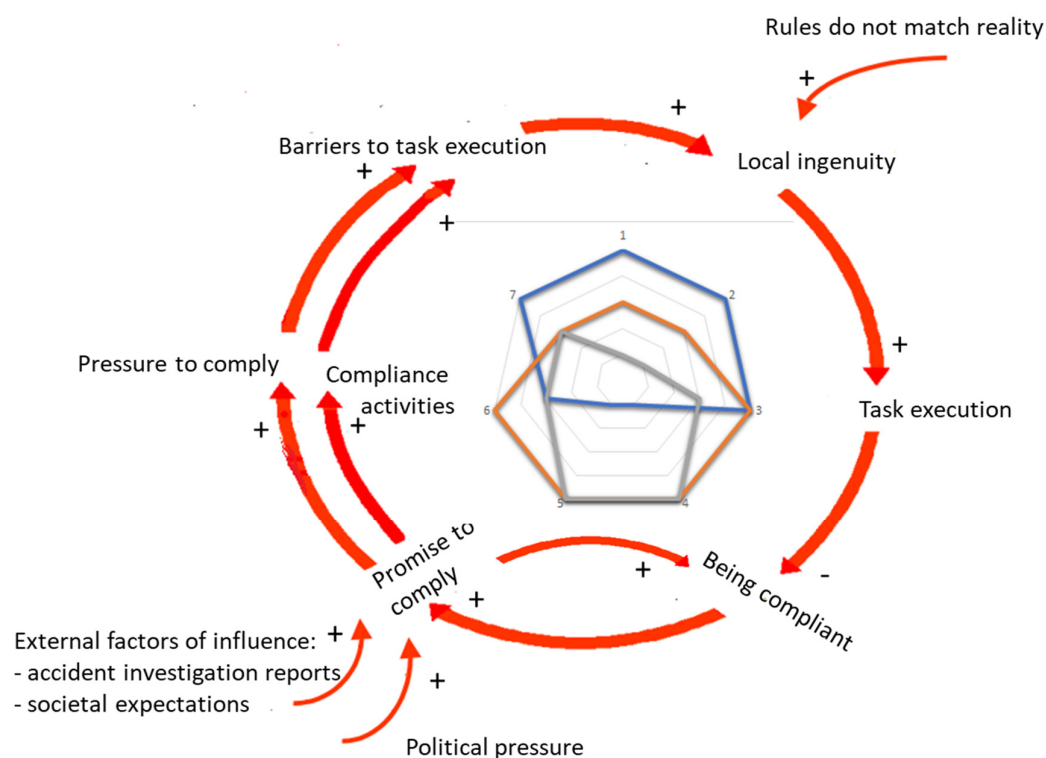 Rules do not match reality
+
+
Barriers to task execution
Local ingenuity
+
+
1
7
2
+
Pressure to comply
Compliance
activities
6
3
Task execution
+
+
5
4
Promise to
comply
+
Being compliant
-
+
External factors of influence:
+
- accident investigation reports
- societal expectations
+
Political pressure